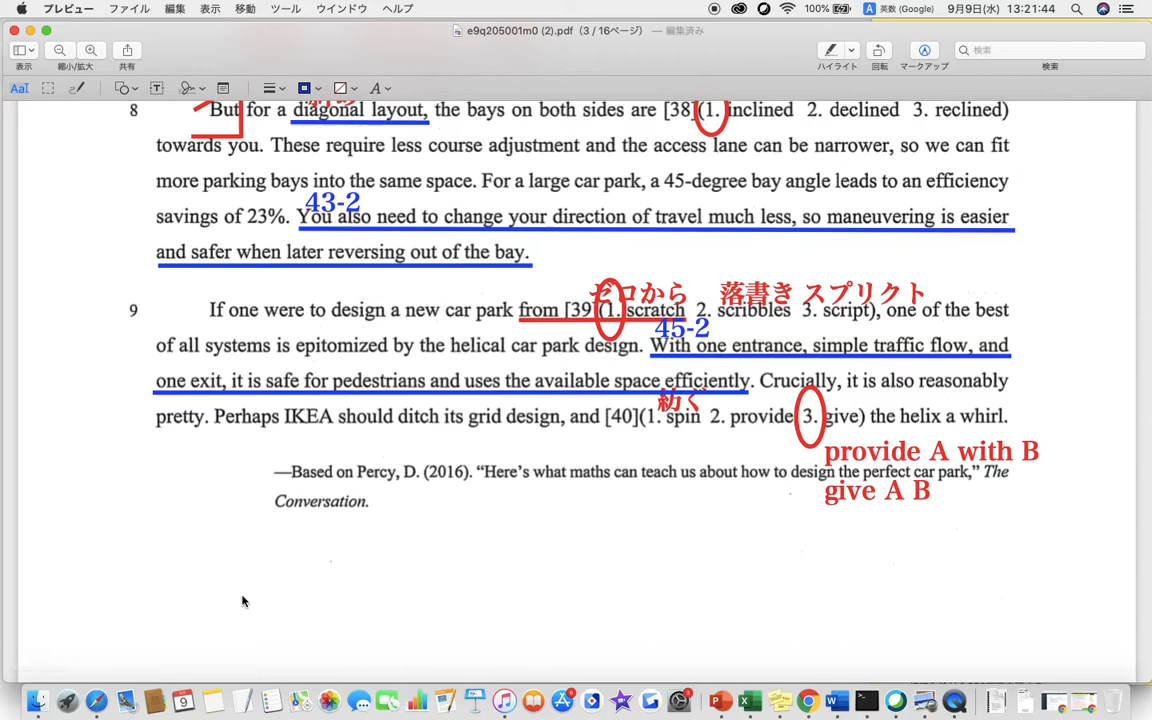 プレビュー ファイル 編集 表示 移動 ツール ウインドウ ヘルプ 100% 英数 (Google) 9月9日(水) 13:21:44
e9q205001m0 (2).pdf(3 / 16ページ) — 編集済み
表示 縮小/拡大 共有 ハイライト 回転 マークアップ 検索 検索
AaI T A
8 But for a diagonal layout, the bays on both sides are [38](1. inclined 2. declined 3. reclined)
towards you. These require less course adjustment and the access lane can be narrower, so we can fit
more parking bays into the same space. For a large car park, a 45-degree bay angle leads to an efficiency
43-2
savings of 23%. You also need to change your direction of travel much less, so maneuvering is easier
and safer when later reversing out of the bay.
ゼロから 落書き スプリクト
9 If one were to design a new car park from [39](1. scratch 2. scribbles 3. script), one of the best
45-2
of all systems is epitomized by the helical car park design. With one entrance, simple traffic flow, and
one exit, it is safe for pedestrians and uses the available space efficiently. Crucially, it is also reasonably
紡ぐ
pretty. Perhaps IKEA should ditch its grid design, and [40](1. spin 2. provide 3. give) the helix a whirl.
provide A with B
—Based on Percy, D. (2016). “Here’s what maths can teach us about how to design the perfect car park,” The
give A B
Conversation.